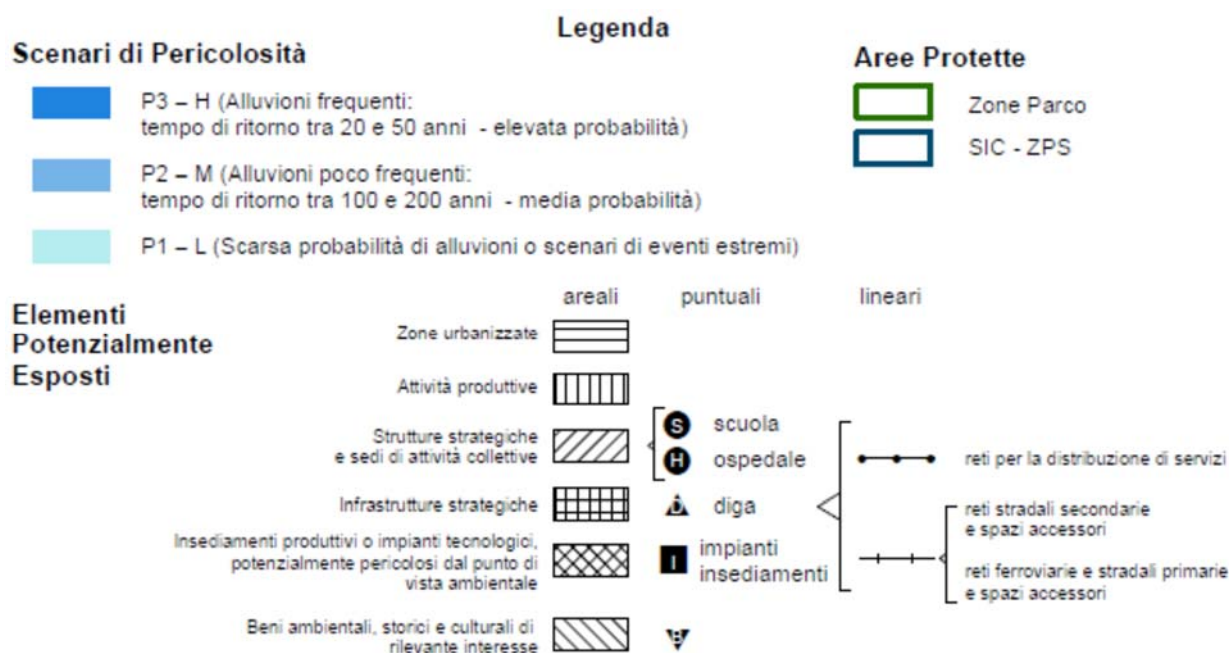 Legenda
Scenari di Pericolosità
P3 – H (Alluvioni frequenti:
tempo di ritorno tra 20 e 50 anni - elevata probabilità)
P2 – M (Alluvioni poco frequenti:
tempo di ritorno tra 100 e 200 anni - media probabilità)
P1 – L (Scarsa probabilità di alluvioni o scenari di eventi estremi)
Aree Protette
Zone Parco
SIC - ZPS
Elementi
Potenzialmente
Esposti
areali
puntuali
lineari
Zone urbanizzate
Attività produttive
Strutture strategiche
e sedi di attività collettive
S scuola
H ospedale
Infrastrutture strategiche
D diga
Insediamenti produttivi o impianti tecnologici,
potenzialmente pericolosi dal punto di
vista ambientale
I impianti
insediamenti
Beni ambientali, storici e culturali di
rilevante interesse
B
reti per la distribuzione di servizi
reti stradali secondarie
e spazi accessori
reti ferroviarie e stradali primarie
e spazi accessori